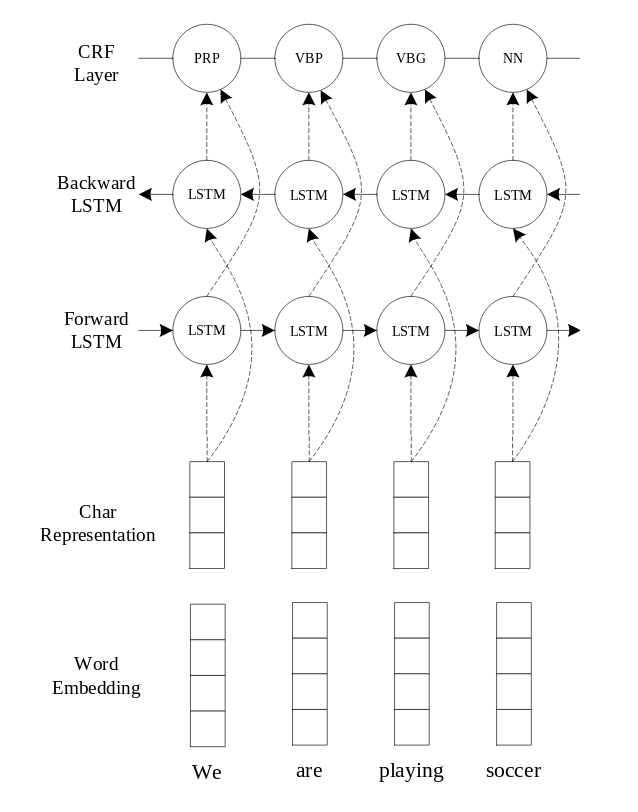 CRF
Layer
PRP VBP VBG NN
Backward
LSTM
LSTM LSTM LSTM LSTM
Forward
LSTM
LSTM LSTM LSTM LSTM
Char
Representation
Word
Embedding
We are playing soccer